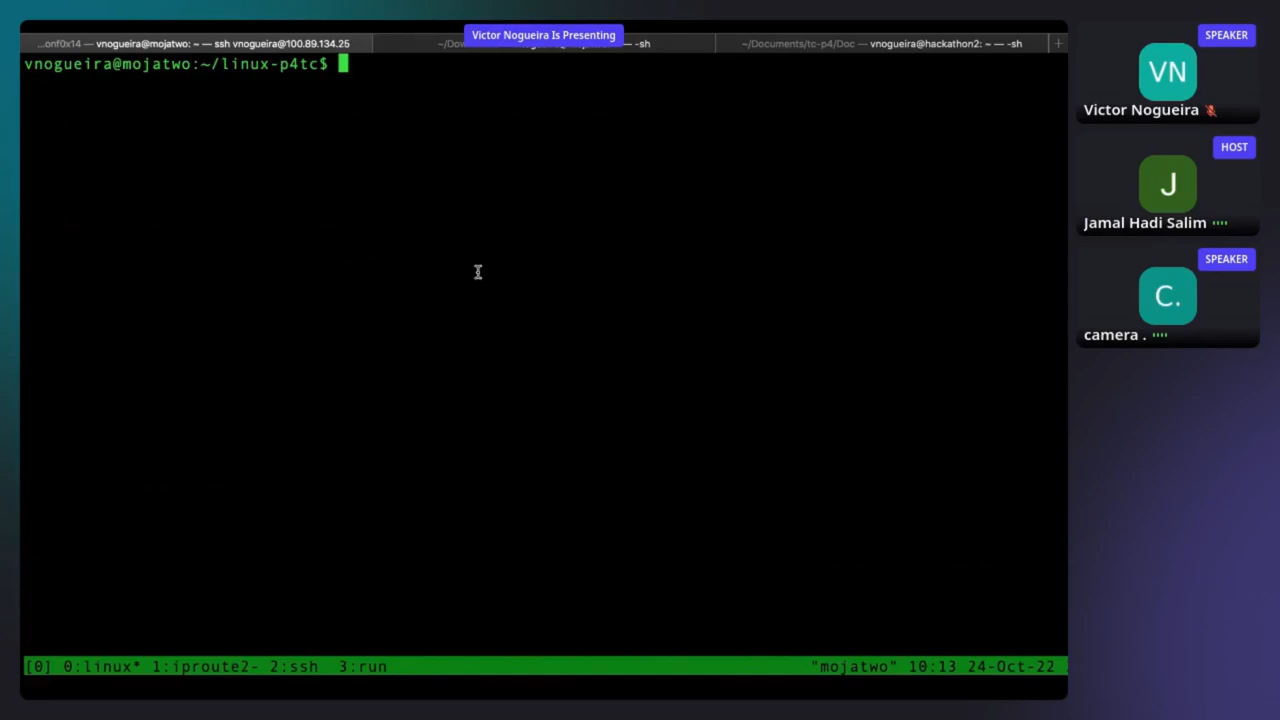 Victor Nogueira Is Presenting
...onf0x14 — vnogueira@mojatwo: ~ — ssh vnogueira@100.89.134.25
~/Dow
— -sh
~/Documents/tc-p4/Doc — vnogueira@hackathon2: ~ — -sh
+
vnogueira@mojatwo:~/linux-p4tc$
[0] 0:linux* 1:iproute2- 2:ssh 3:run
"mojatwo" 10:13 24-Oct-22
SPEAKER
VN
Victor Nogueira
HOST
J
Jamal Hadi Salim
SPEAKER
C.
camera .